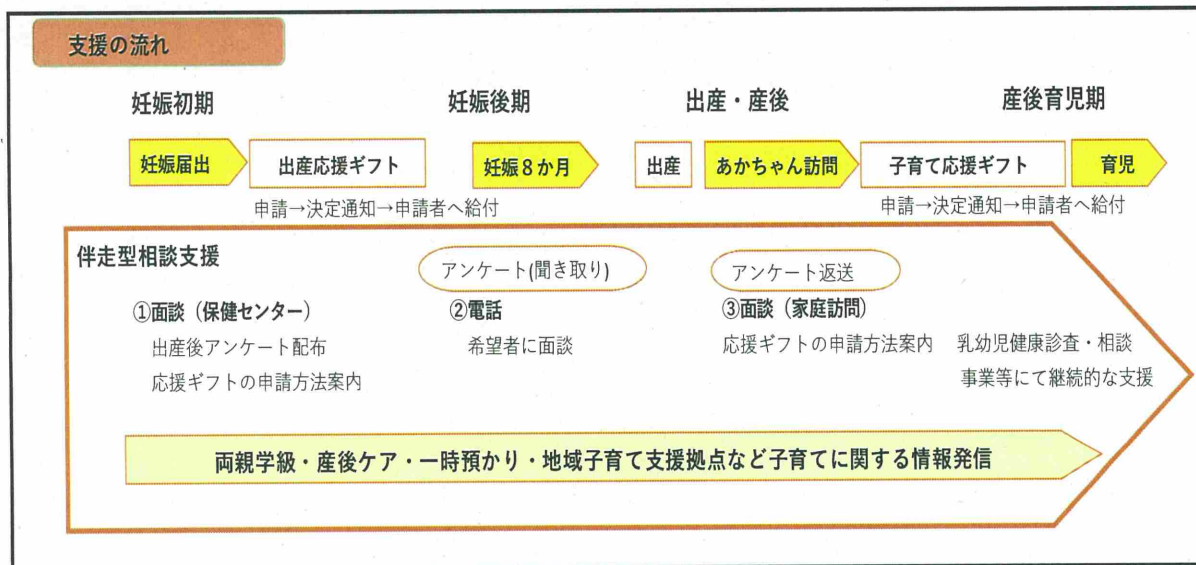 支援の流れ
妊娠初期
妊娠後期
出産・産後
産後育児期
妊娠届出
出産応援ギフト
妊娠８か月
出産
あかちゃん訪問
子育て応援ギフト
育児
申請→決定通知→申請者へ給付
申請→決定通知→申請者へ給付
伴走型相談支援
アンケート(聞き取り)
アンケート返送
①面談（保健センター）
出産後アンケート配布
応援ギフトの申請方法案内
②電話
希望者に面談
③面談（家庭訪問）
応援ギフトの申請方法案内
乳幼児健康診査・相談
事業等にて継続的な支援
両親学級・産後ケア・一時預かり・地域子育て支援拠点など子育てに関する情報発信